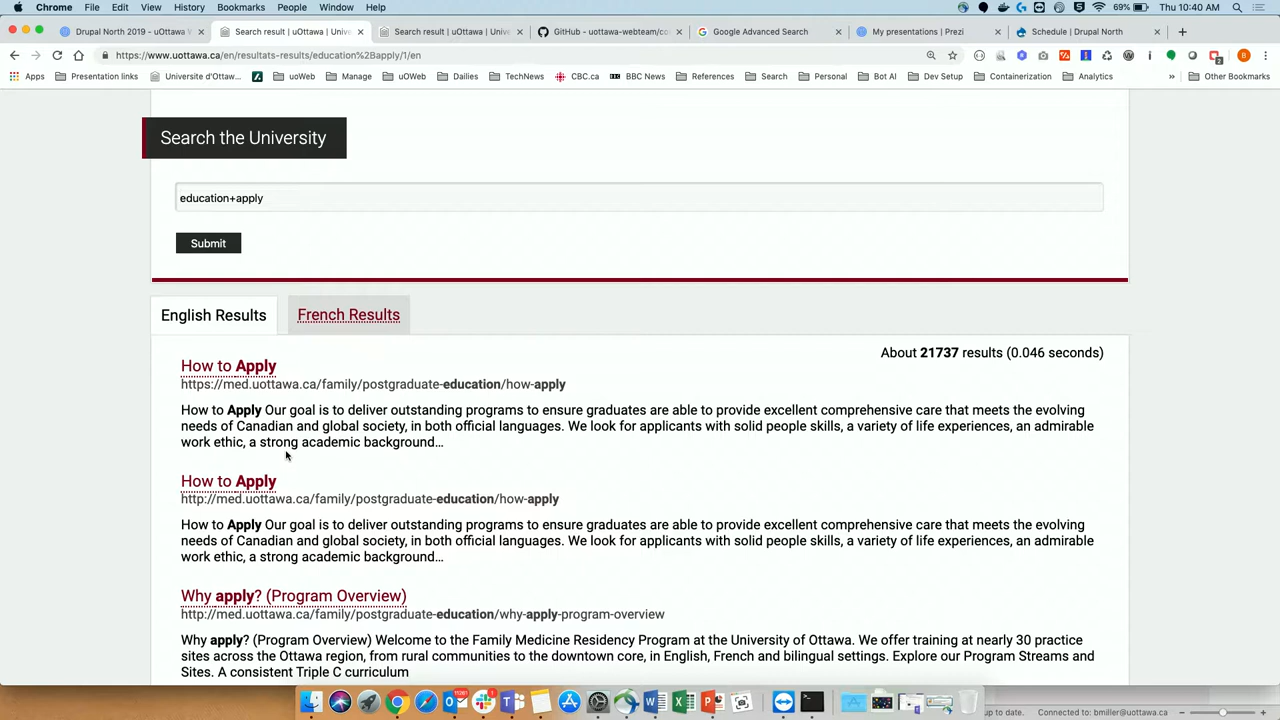 Chrome File Edit View History Bookmarks People Window Help 69% Thu 10:40 AM
Drupal North 2019 - uOttawa W
Search result | uOttawa | Unive
Search result | uOttawa | Univ
GitHub - uottawa-webteam/co
Google Advanced Search
My presentations | Prezi
Schedule | Drupal North
https://www.uottawa.ca/en/resultats-results/education%2Bapply/1/en
Apps Presentation links Universite d'Ottaw... uoWeb Manage uOWeb Dailies TechNews CBC.ca BBC News References Search Personal Bot AI Dev Setup Containerization Analytics » Other Bookmarks
Search the University
education+apply
Submit
English Results French Results
About 21737 results (0.046 seconds)
How to Apply
https://med.uottawa.ca/family/postgraduate-education/how-apply
How to Apply Our goal is to deliver outstanding programs to ensure graduates are able to provide excellent comprehensive care that meets the evolving
needs of Canadian and global society, in both official languages. We look for applicants with solid people skills, a variety of life experiences, an admirable
work ethic, a strong academic background...
How to Apply
http://med.uottawa.ca/family/postgraduate-education/how-apply
How to Apply Our goal is to deliver outstanding programs to ensure graduates are able to provide excellent comprehensive care that meets the evolving
needs of Canadian and global society, in both official languages. We look for applicants with solid people skills, a variety of life experiences, an admirable
work ethic, a strong academic background...
Why apply? (Program Overview)
http://med.uottawa.ca/family/postgraduate-education/why-apply-program-overview
Why apply? (Program Overview) Welcome to the Family Medicine Residency Program at the University of Ottawa. We offer training at nearly 30 practice
sites across the Ottawa region, from rural communities to the downtown core, in English, French and bilingual settings. Explore our Program Streams and
Sites. A consistent Triple C curriculum
up to date. Connected to: bmiller@uottawa.ca